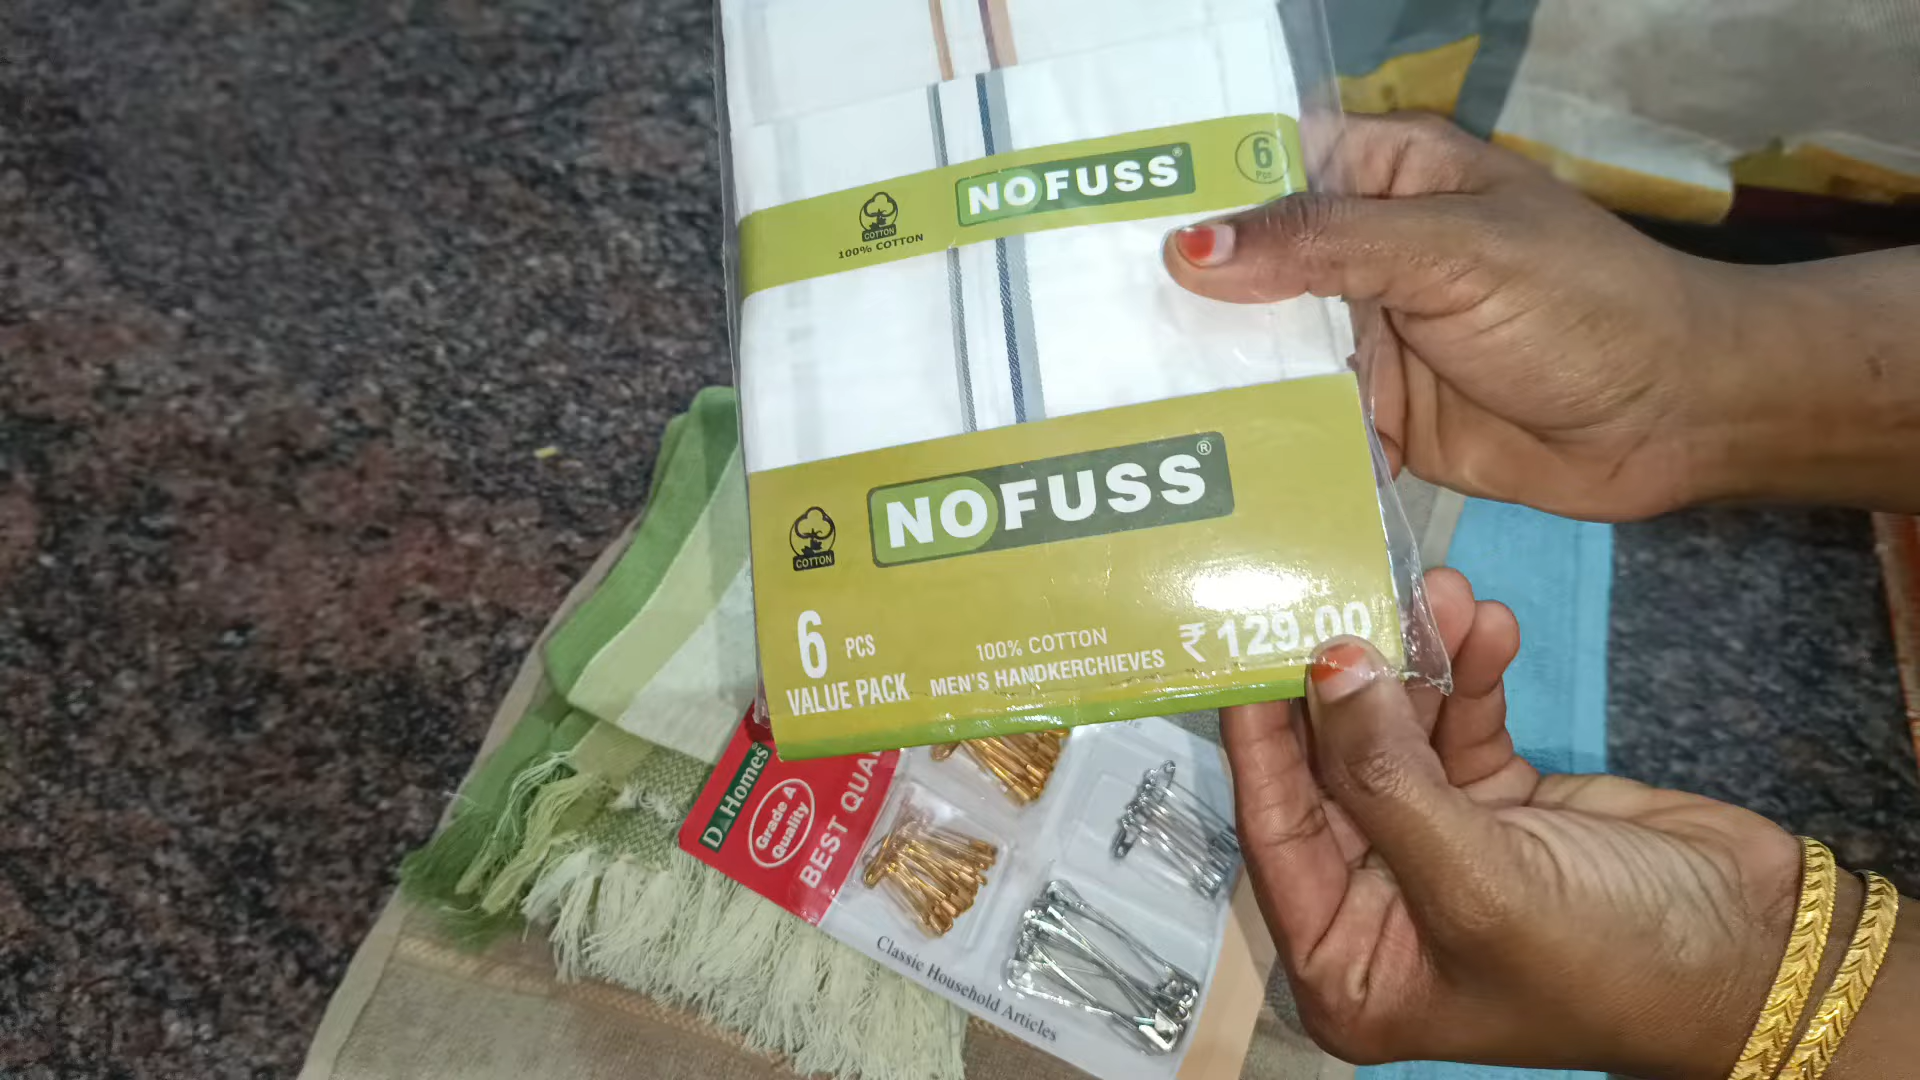 NOFUSS®
6
Pcs
COTTON
100% COTTON
NOFUSS®
COTTON
6 PCS
VALUE PACK
100% COTTON
MEN'S HANDKERCHIEVES
₹ 129.00
D Homes
Grade A
Quality
BEST QUA
Classic Household Articles